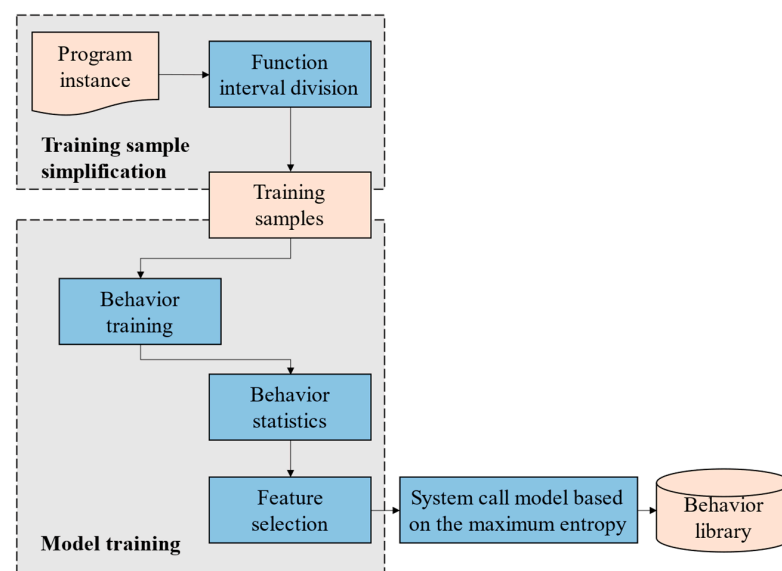 Program
instance
Function
interval division
Training sample
simplification
Training
samples
Behavior
training
Behavior
statistics
Feature
selection
System call model based
on the maximum entropy
Behavior
library
Model training